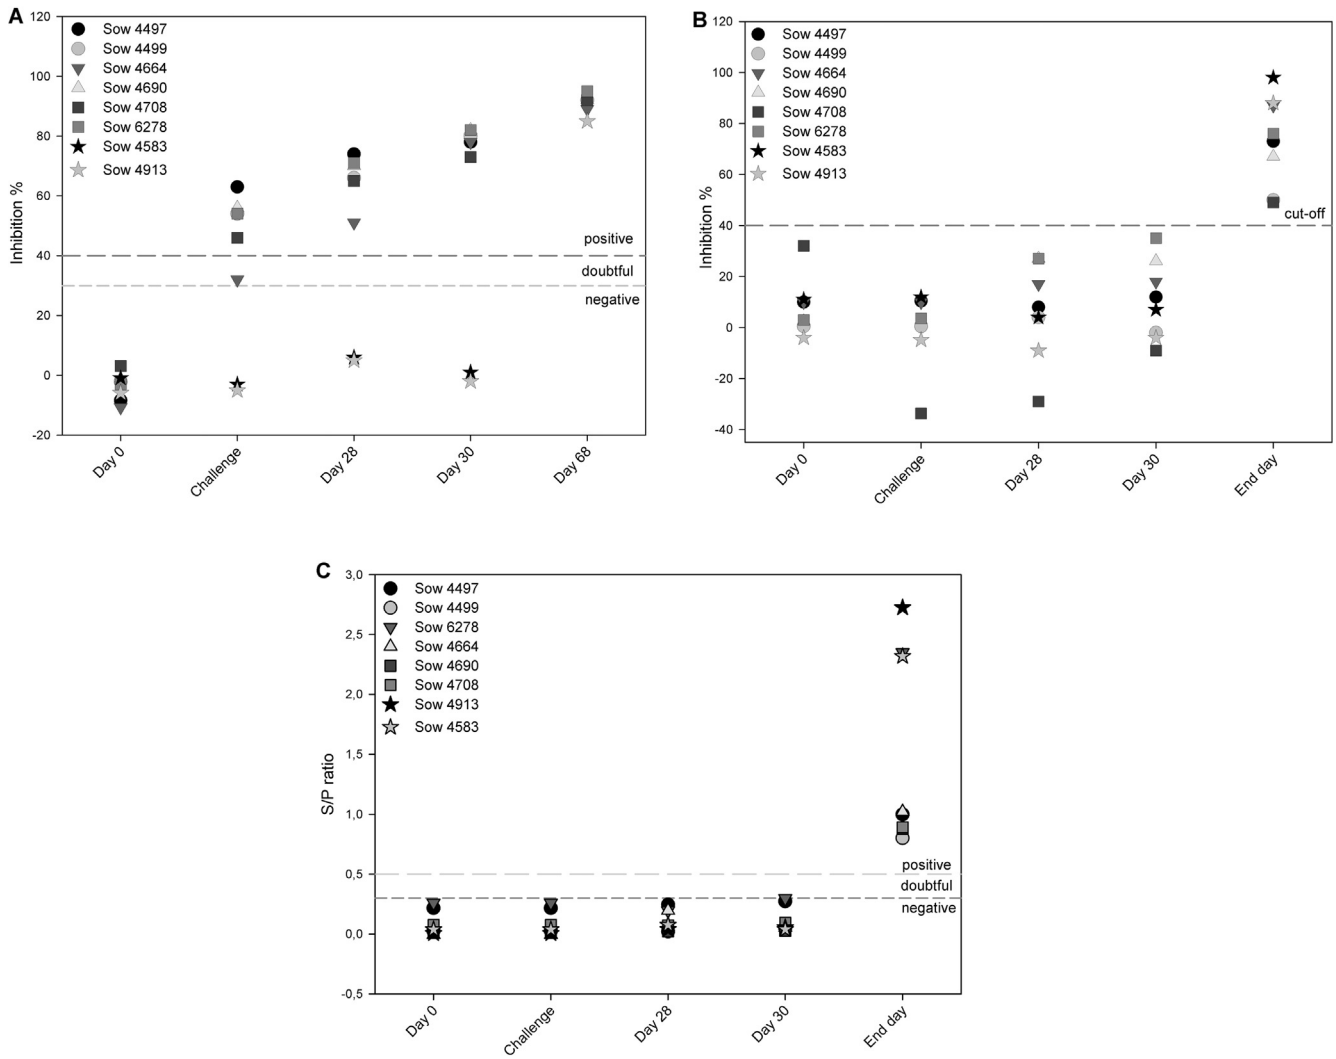 A
120
100
80
60
40
20
0
-20
Inhibition %
Sow 4497
Sow 4499
Sow 4664
Sow 4690
Sow 4708
Sow 6278
Sow 4583
Sow 4913
positive
doubtful
negative
Day 0
Challenge
Day 28
Day 30
Day 68
B
120
100
80
60
40
20
0
-20
-40
Inhibition %
Sow 4497
Sow 4499
Sow 4664
Sow 4690
Sow 4708
Sow 6278
Sow 4583
Sow 4913
cut-off
Day 0
Challenge
Day 28
Day 30
End day
C
3,0
2,5
2,0
1,5
1,0
0,5
0,0
-0,5
S/P ratio
Sow 4497
Sow 4499
Sow 6278
Sow 4664
Sow 4690
Sow 4708
Sow 4913
Sow 4583
positive
doubtful
negative
Day 0
Challenge
Day 28
Day 30
End day